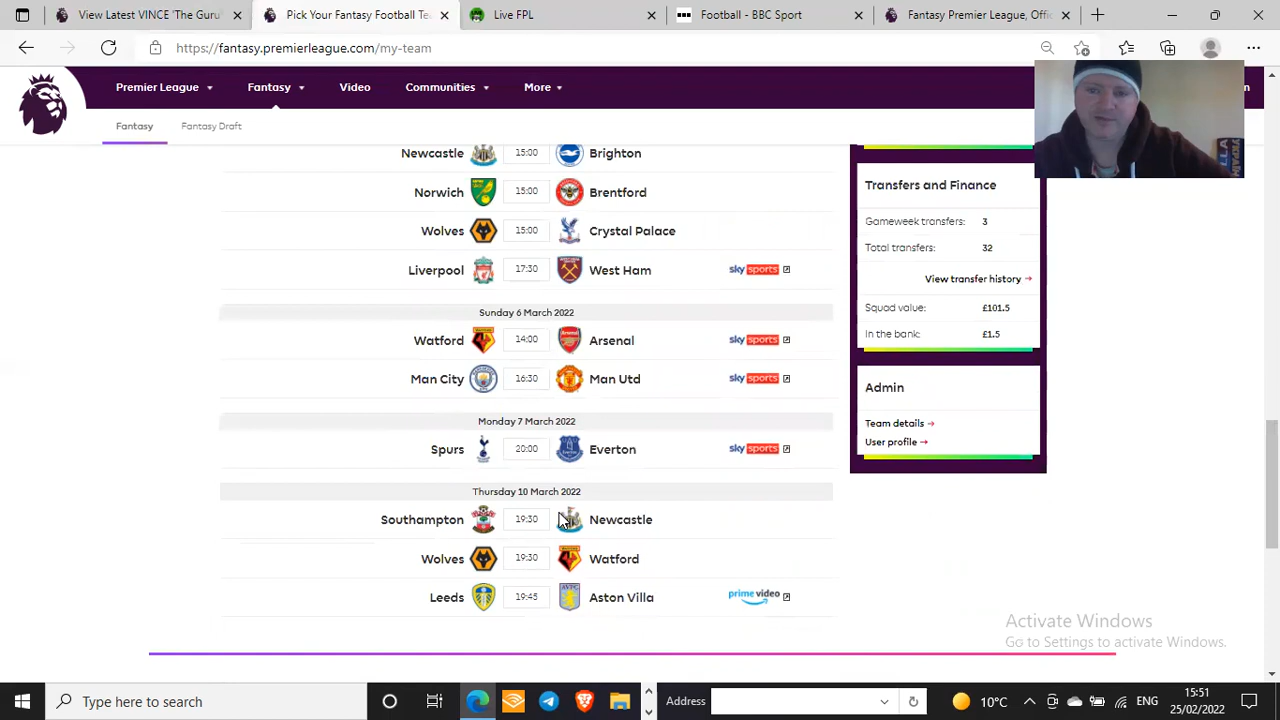 LIVE SINCE 'The Guru'
Pick Your Fantasy Football Te
Live FPL
Football - BBC Sport
Fantasy Premier League, Offici
https://fantasy.premierleague.com/my-team
Premier League Fantasy Video Communities More
Fantasy Fantasy Draft
Newcastle 15:00 Brighton
Norwich 15:00 Brentford
Wolves 15:00 Crystal Palace
Liverpool 17:30 West Ham sky sports
Sunday 6 March 2022
Watford 14:00 Arsenal sky sports
Man City 16:30 Man Utd sky sports
Monday 7 March 2022
Spurs 20:00 Everton sky sports
Thursday 10 March 2022
Southampton 19:30 Newcastle
Wolves 19:30 Watford
Leeds 19:45 Aston Villa prime video
Transfers and Finance
Gameweek transfers: 3
Total transfers: 32
View transfer history
Squad value: £101.5
In the bank: £1.5
Admin
Team details
User profile
Activate Windows
Go to Settings to activate Windows.
Type here to search
Address
10°C
ENG
15:51
25/02/2022